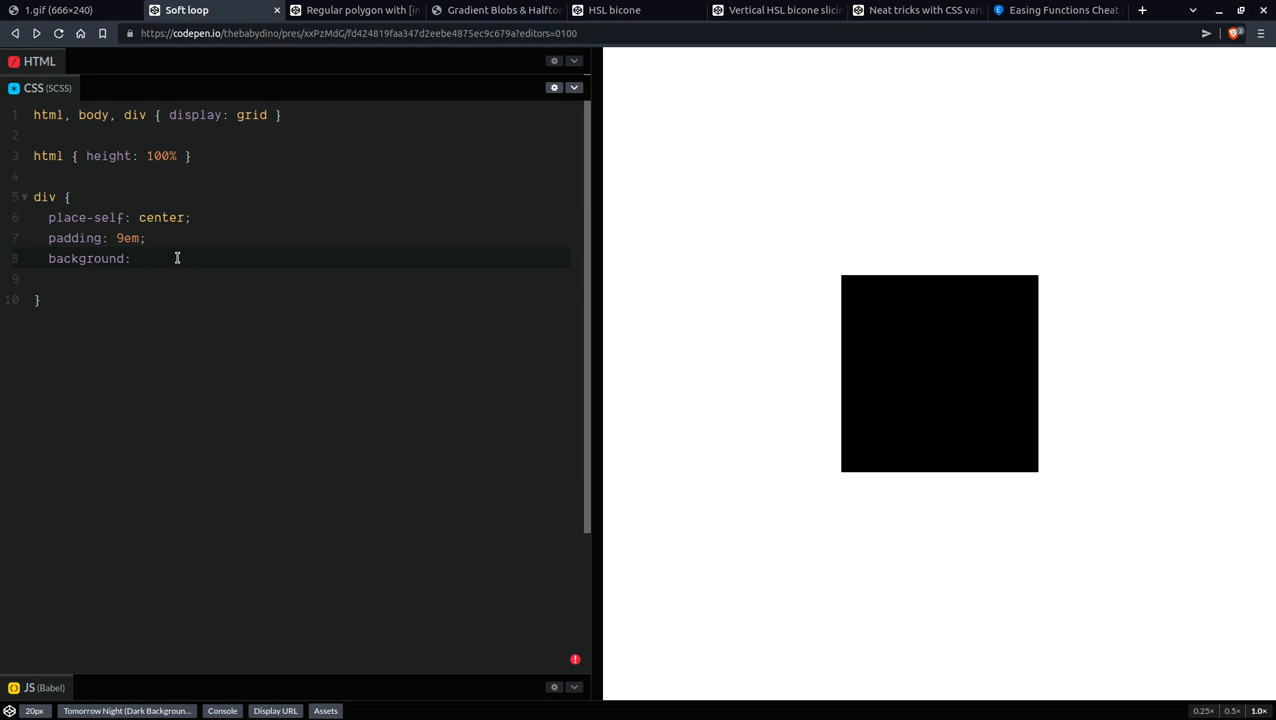 1.gif (666×240)
Soft loop
Regular polygon with [in
Gradient Blobs & Halfton
HSL bicone
Vertical HSL bicone slicin
Neat tricks with CSS vari
Easing Functions Cheat S
https://codepen.io/thebabydino/pres/xxPzMdG/fd424819faa347d2eebe4875ec9c679a?editors=0100
2
HTML
CSS (SCSS)
1 html, body, div { display: grid }
2
3 html { height: 100% }
4
5 div {
6 place-self: center;
7 padding: 9em;
8 background:
9
10 }
JS (Babel)
20px Tomorrow Night (Dark Backgroun... Console Display URL Assets 0.25× 0.5× 1.0×